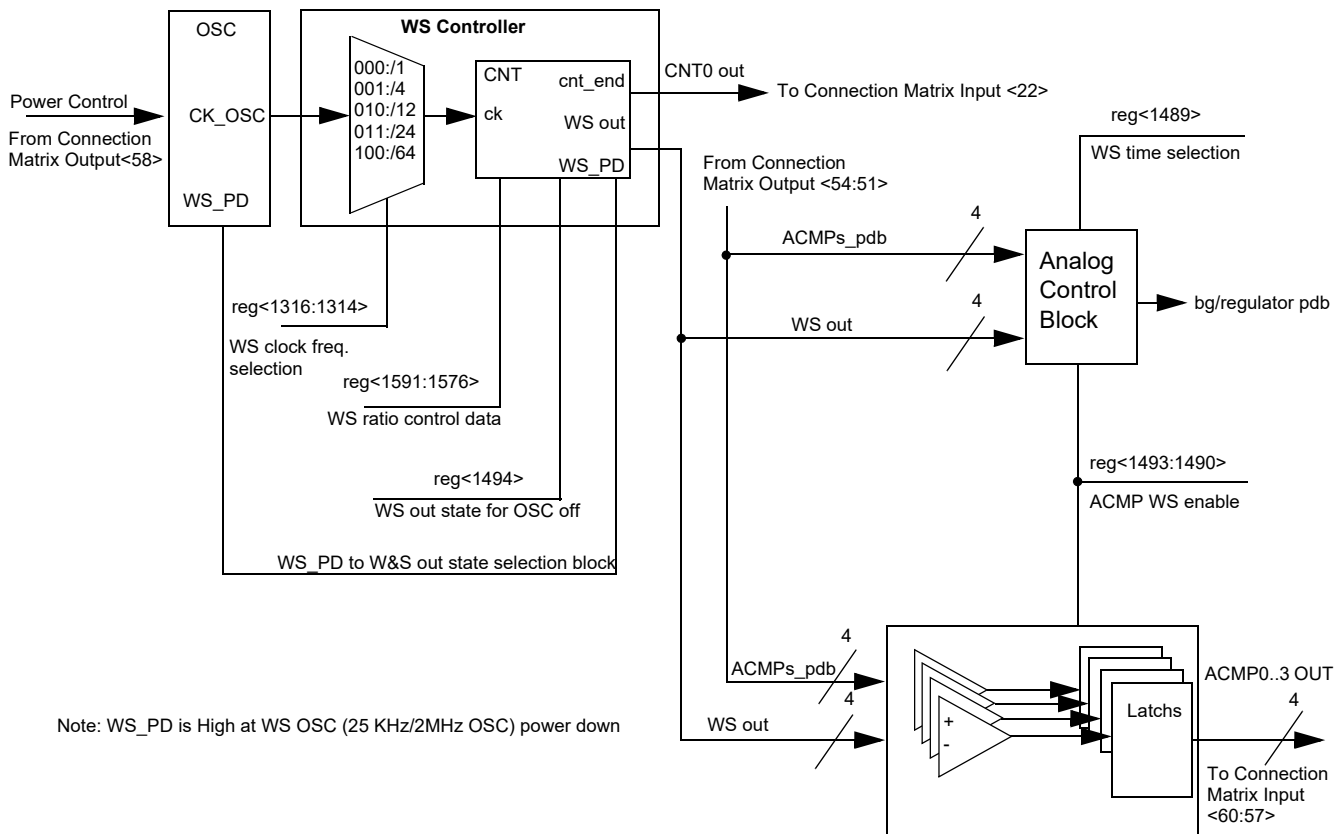 OSC
WS Controller
000:/1
001:/4
010:/12
011:/24
100:/64
CNT
cnt_end
ck
WS out
WS_PD
CNT0 out
To Connection Matrix Input <22>
Power Control
From Connection
Matrix Output<58>
CK_OSC
WS_PD
reg<1489>
WS time selection
From Connection
Matrix Output <54:51>
4
ACMPs_pdb
4
WS out
Analog
Control
Block
bg/regulator pdb
reg<1316:1314>
WS clock freq.
selection
reg<1591:1576>
WS ratio control data
reg<1494>
WS out state for OSC off
WS_PD to W&S out state selection block
reg<1493:1490>
ACMP WS enable
4
ACMPs_pdb
4
WS out
+
-
Latchs
ACMP0..3 OUT
4
To Connection
Matrix Input
<60:57>
Note: WS_PD is High at WS OSC (25 KHz/2MHz OSC) power down